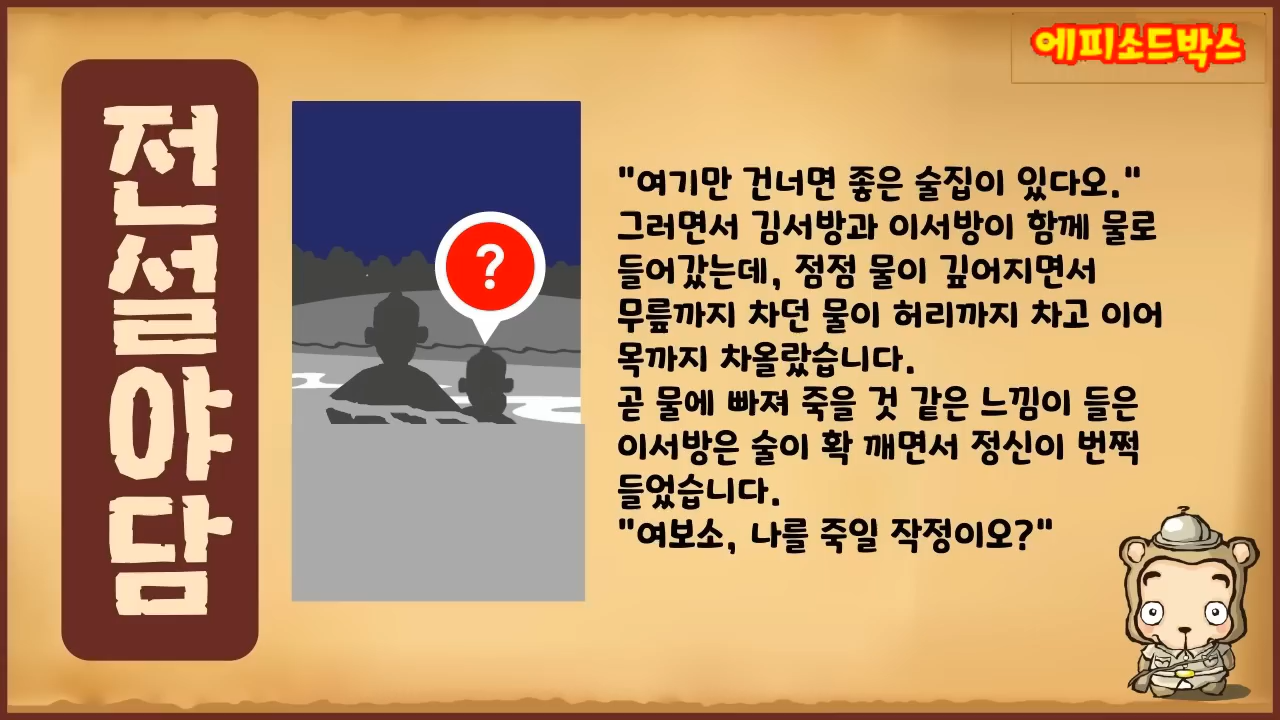 에피소드박스
전설야담
?
"여기만 건너면 좋은 술집이 있다오."
그러면서 김서방과 이서방이 함께 물로
들어갔는데, 점점 물이 깊어지면서
무릎까지 차던 물이 허리까지 차고 이어
목까지 차올랐습니다.
곧 물에 빠져 죽을 것 같은 느낌이 들은
이서방은 술이 확 깨면서 정신이 번쩍
들었습니다.
"여보소, 나를 죽일 작정이오?"